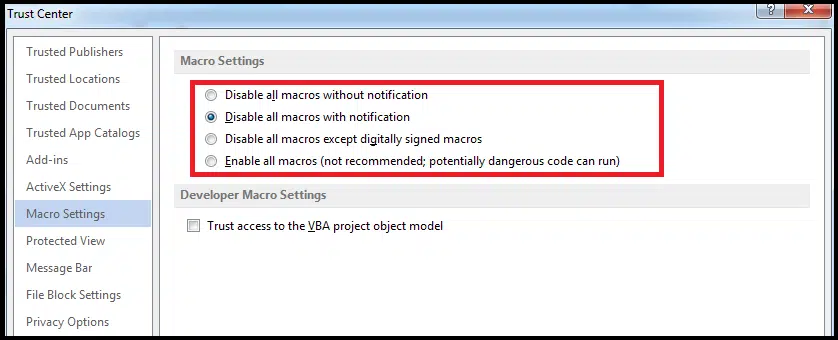 Trust Center
?
Trusted Publishers
Trusted Locations
Trusted Documents
Trusted App Catalogs
Add-ins
ActiveX Settings
Macro Settings
Protected View
Message Bar
File Block Settings
Privacy Options
Macro Settings
Disable all macros without notification
Disable all macros with notification
Disable all macros except digitally signed macros
Enable all macros (not recommended; potentially dangerous code can run)
Developer Macro Settings
Trust access to the VBA project object model